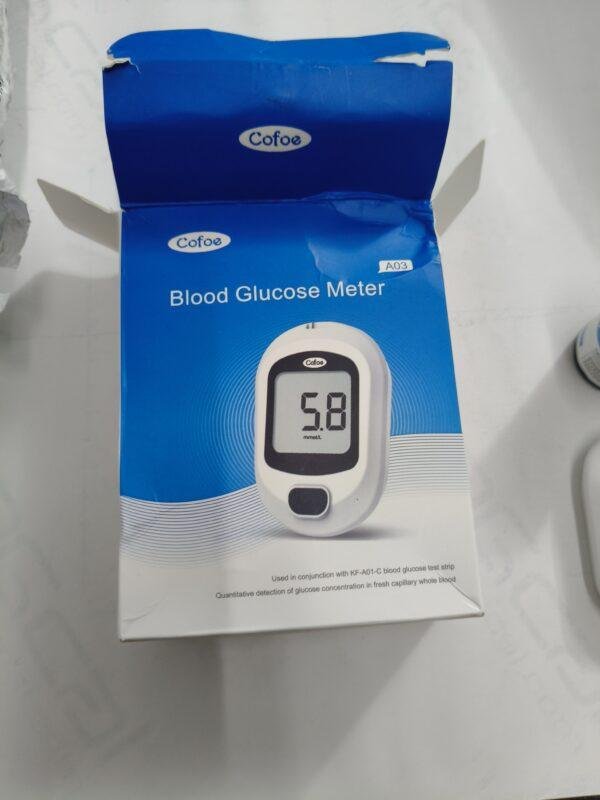 Cofoe
Cofoe
A03
Blood Glucose Meter
Cofoe
5.8
mmol/L
Used in conjunction with KF-A01-C blood glucose test strip
Quantitative detection of glucose concentration in fresh capillary whole blood